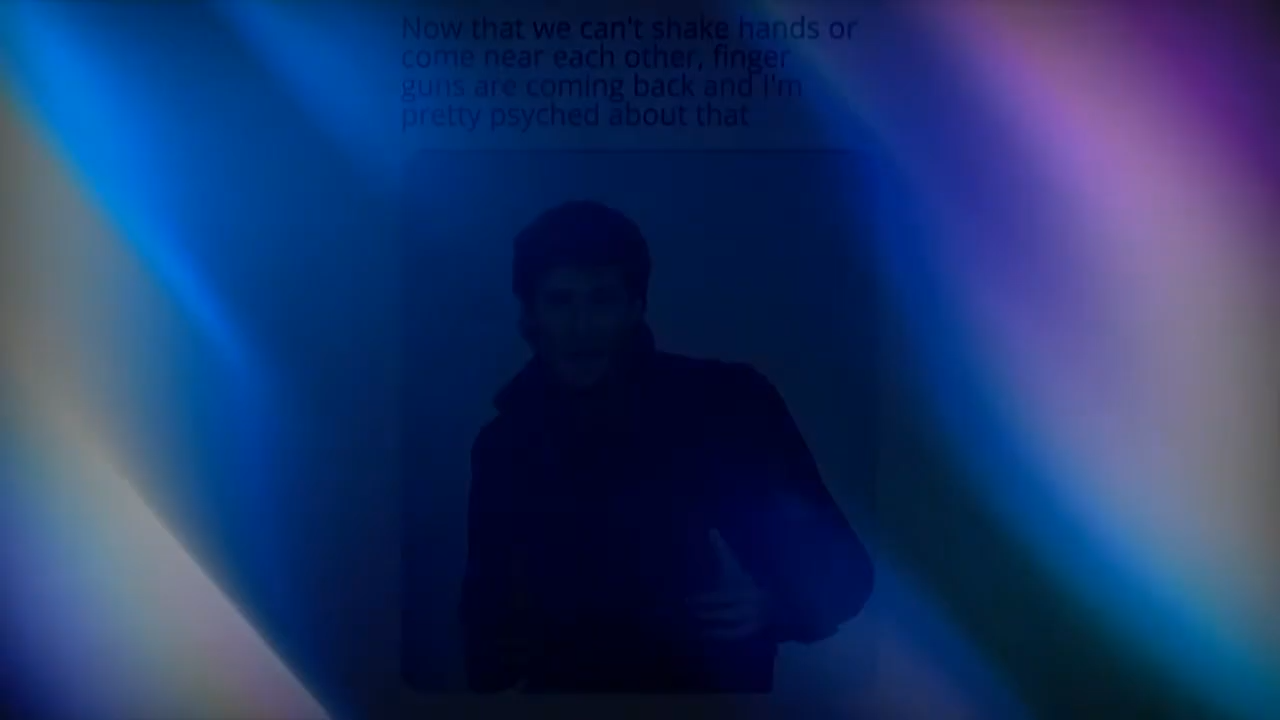 Now that we can't shake hands or
come near each other, finger
guns are coming back and I'm
pretty psyched about that